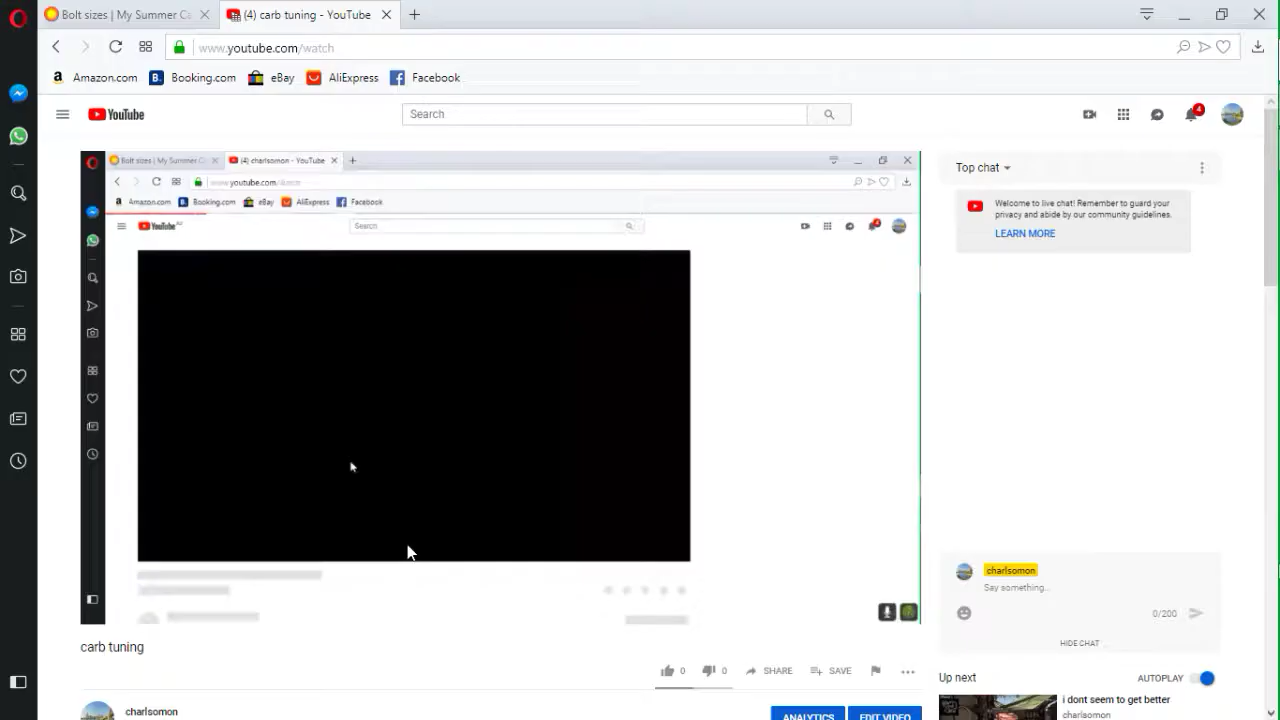 Bolt sizes | My Summer Ca
(4) carb tuning - YouTube
www.youtube.com/watch
Amazon.com
Booking.com
eBay
AliExpress
Facebook
YouTube
Search
4
Bolt sizes | My Summer C
(4) charlsomon - YouTube
www.youtube.com/watch
Amazon.com
Booking.com
eBay
AliExpress
Facebook
YouTube
Search
Top chat
Welcome to live chat! Remember to guard your
privacy and abide by our community guidelines.
LEARN MORE
charlsomon
Say something...
0/200
HIDE CHAT
carb tuning
0
0
SHARE
SAVE
Up next
AUTOPLAY
i dont seem to get better
charlsomon
charlsomon
ANALYTICS
EDIT VIDEO